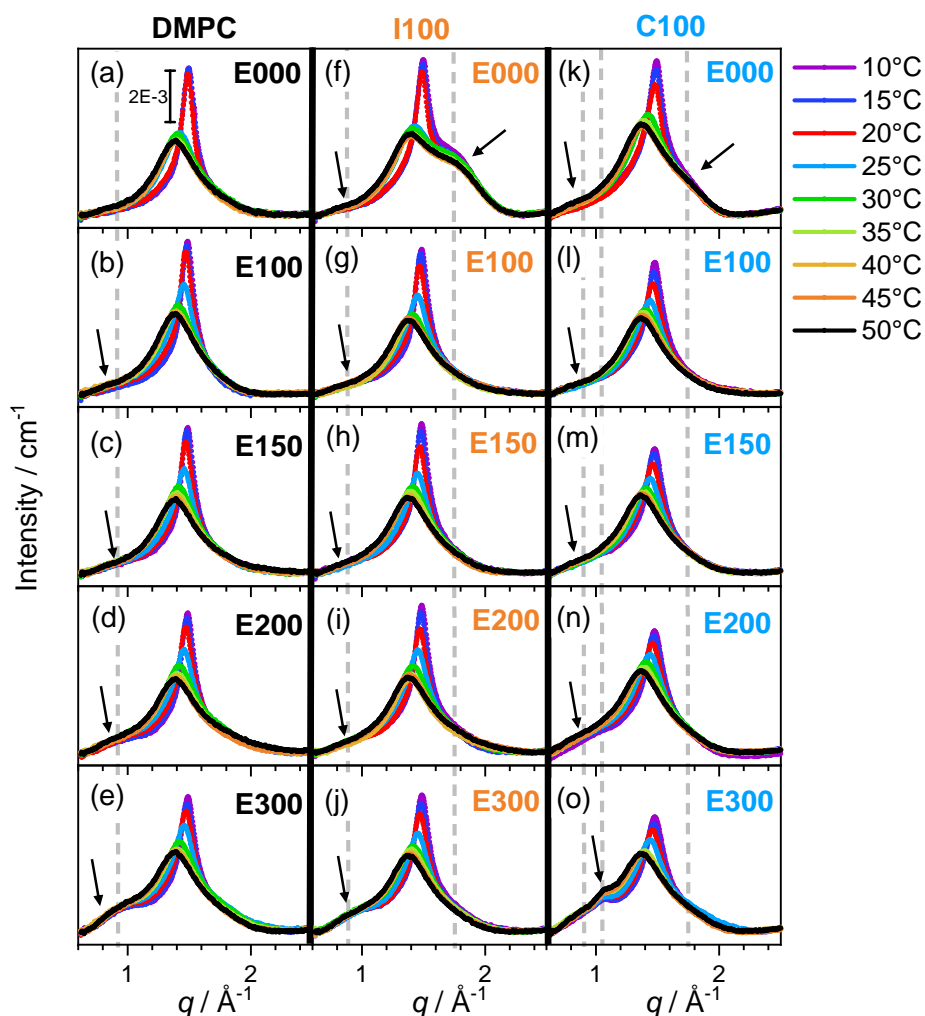 DMPC I100 C100
(a) E000 (f) E000 (k) E000
2E-3
(b) E100 (g) E100 (l) E100
(c) E150 (h) E150 (m) E150
(d) E200 (i) E200 (n) E200
(e) E300 (j) E300 (o) E300
Intensity / cm⁻¹
1 2 1 2 1 2
q / Å⁻¹ q / Å⁻¹ q / Å⁻¹
10°C
15°C
20°C
25°C
30°C
35°C
40°C
45°C
50°C